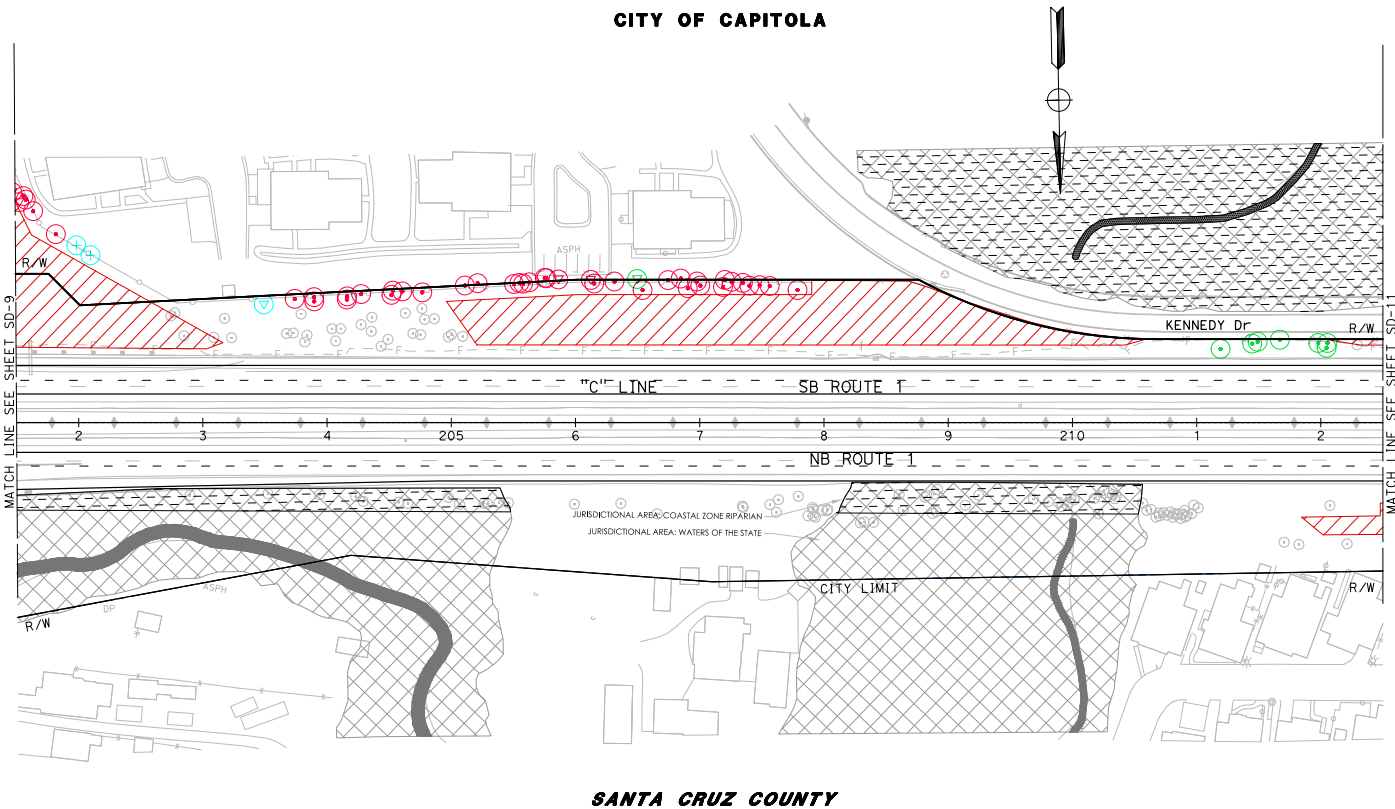 CITY OF CAPITOLA
ASPH
R/W
KENNEDY Dr
R/W
MATCH LINE SEE SHEET SD-9
MATCH LINE SEE SHEET SD-11
F F F F F F F F F F F F F F
"C" LINE SB ROUTE 1
2 3 4 205 6 7 8 9 210 1 2
NB ROUTE 1
JURISDICTIONAL AREA: COASTAL ZONE RIPARIAN
JURISDICTIONAL AREA: WATERS OF THE STATE
ASPH
CITY LIMIT
R/W
DP
R/W
SANTA CRUZ COUNTY